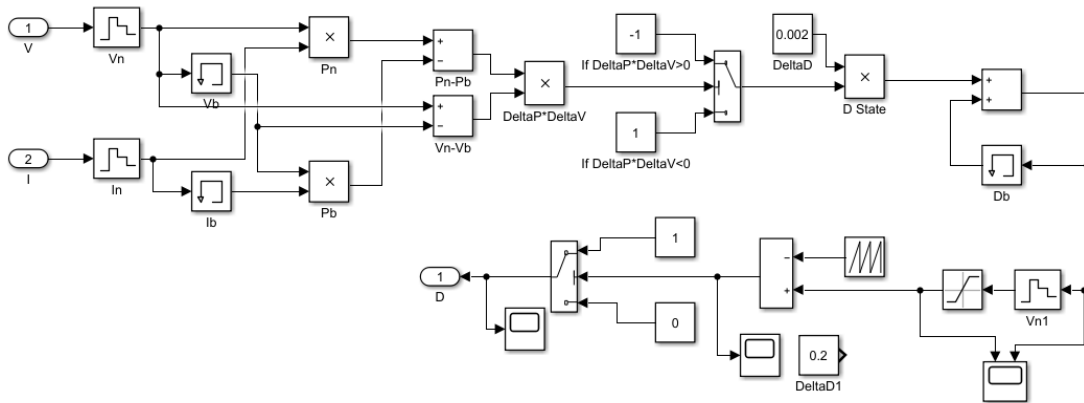 1
V
Vn
Vb
×
Pn
+
−
Pn-Pb
-1
If DeltaP*DeltaV>0
0.002
DeltaD
×
DeltaP*DeltaV
×
D State
+
+
+
−
Vn-Vb
1
If DeltaP*DeltaV<0
2
I
In
Ib
×
Pb
Db
1
1
D
0
−
+
0.2
DeltaD1
Vn1